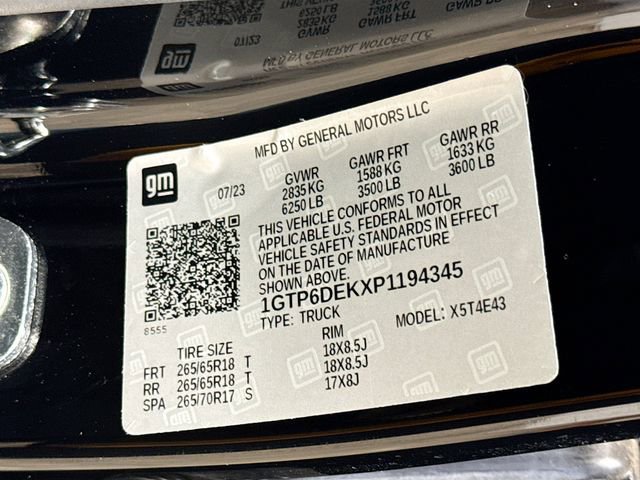 MFD BY GENERAL MOTORS LLC
gm
07/23
GVWR GAWR FRT GAWR RR
2835 KG 1588 KG 1633 KG
6250 LB 3500 LB 3600 LB
THIS VEHICLE CONFORMS TO ALL
APPLICABLE U.S. FEDERAL MOTOR
VEHICLE SAFETY STANDARDS IN EFFECT
ON THE DATE OF MANUFACTURE
SHOWN ABOVE.
1GTP6DEKXP1194345
TYPE: TRUCK MODEL: X5T4E43
8555
TIRE SIZE RIM
FRT 265/65R18 T 18X8.5J
RR 265/65R18 T 18X8.5J
SPA 265/70R17 S 17X8J